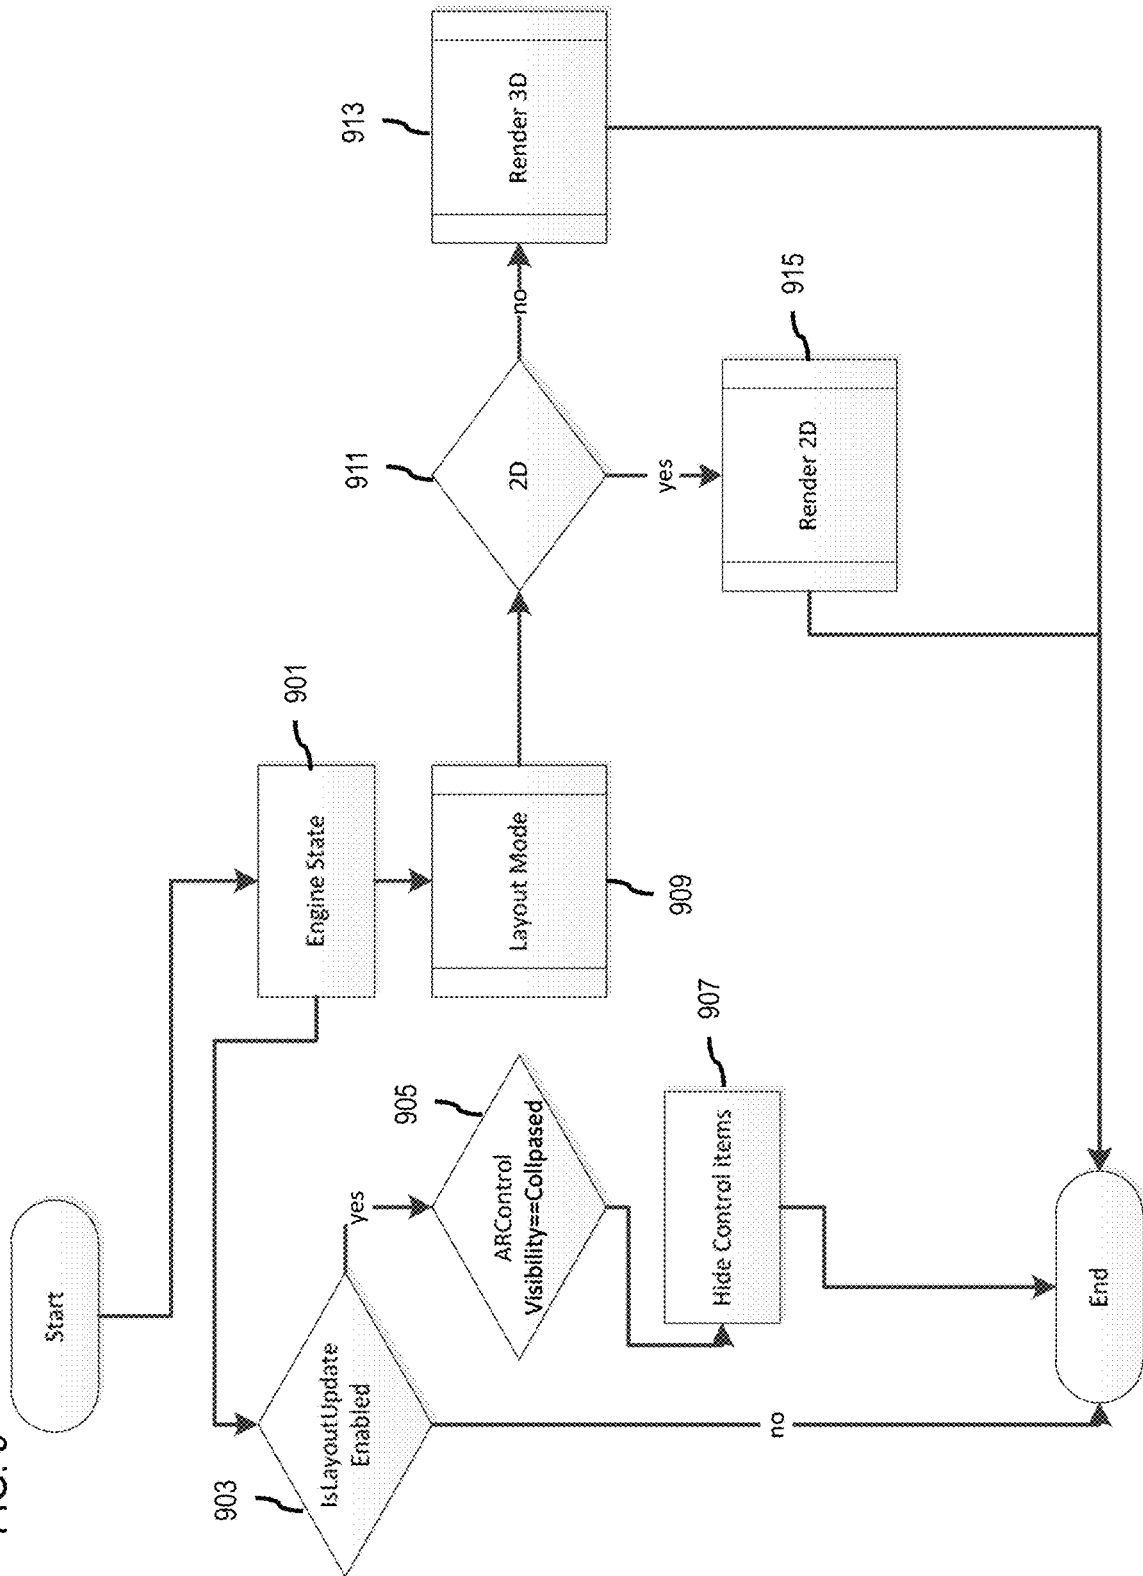 Start
901
Engine State
903
IsLayoutUpdate
Enabled
yes
no
905
ARControl
Visibility==Collpased
907
Hide Control items
909
Layout Mode
911
2D
no
yes
913
Render 3D
915
Render 2D
End